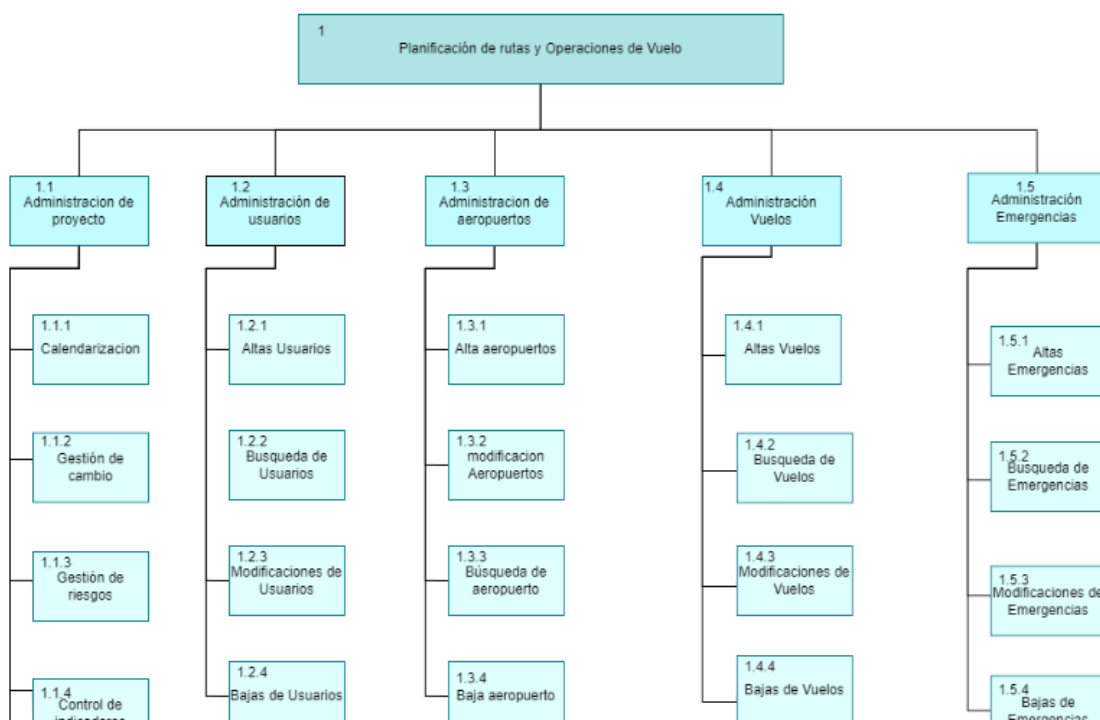 1
Planificación de rutas y Operaciones de Vuelo
1.1
Administracion de
proyecto
1.2
Administración de
usuarios
1.3
Administracion de
aeropuertos
1.4
Administración
Vuelos
1.5
Administración
Emergencias
1.1.1
Calendarizacion
1.1.2
Gestión de
cambio
1.1.3
Gestión de
riesgos
1.1.4
Control de
indicadores
1.2.1
Altas Usuarios
1.2.2
Busqueda de
Usuarios
1.2.3
Modificaciones de
Usuarios
1.2.4
Bajas de Usuarios
1.3.1
Alta aeropuertos
1.3.2
modificacion
Aeropuertos
1.3.3
Búsqueda de
aeropuerto
1.3.4
Baja aeropuerto
1.4.1
Altas Vuelos
1.4.2
Busqueda de
Vuelos
1.4.3
Modificaciones de
Vuelos
1.4.4
Bajas de Vuelos
1.5.1
Altas
Emergencias
1.5.2
Busqueda de
Emergencias
1.5.3
Modificaciones de
Emergencias
1.5.4
Bajas de
Emergencias